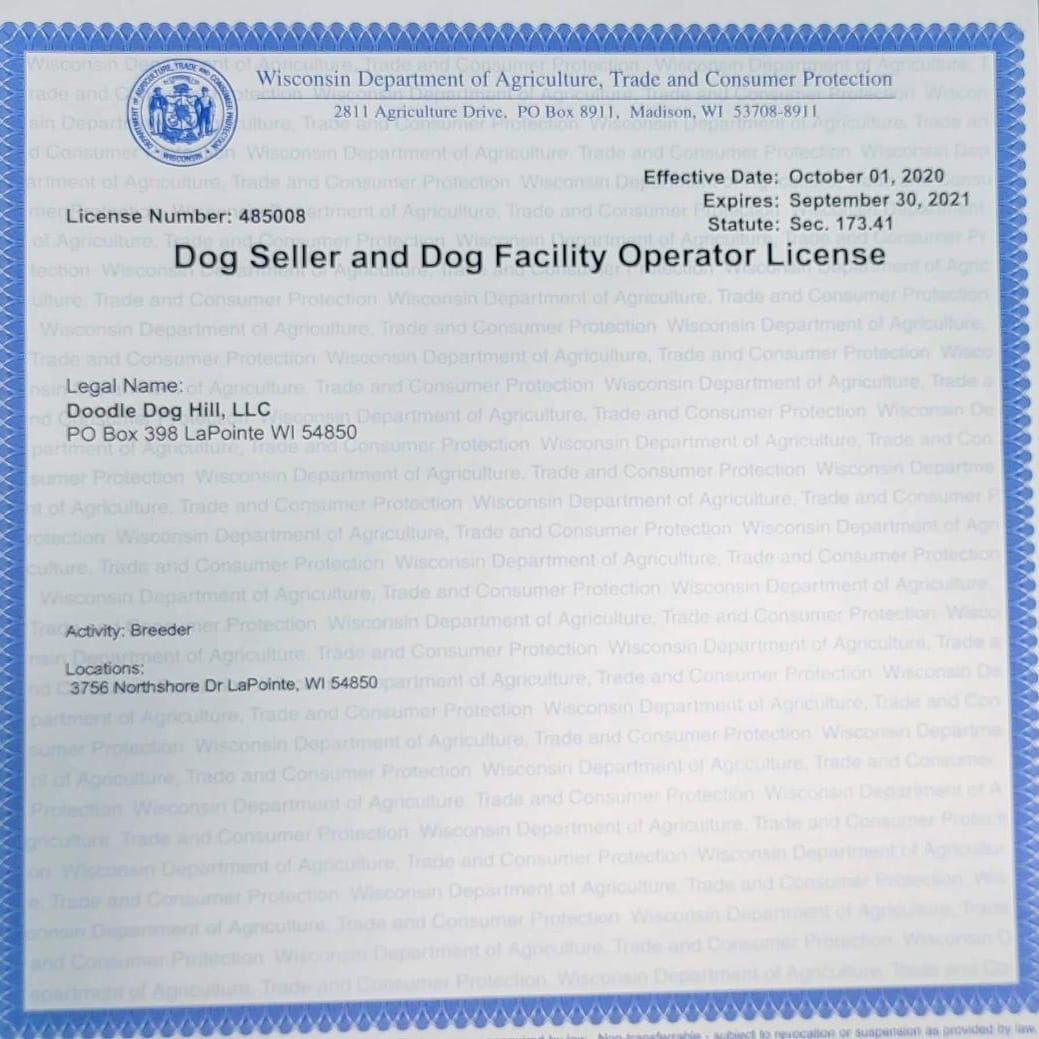 Wisconsin Department of Agriculture, Trade and Consumer Protection
2811 Agriculture Drive, PO Box 8911, Madison, WI 53708-8911
Effective Date: October 01, 2020
Expires: September 30, 2021
Statute: Sec. 173.41
License Number: 485008
Dog Seller and Dog Facility Operator License
Legal Name:
Doodle Dog Hill, LLC
PO Box 398 LaPointe WI 54850
Activity: Breeder
Locations:
3756 Northshore Dr LaPointe, WI 54850
Non-transferrable - subject to revocation or suspension as provided by law.